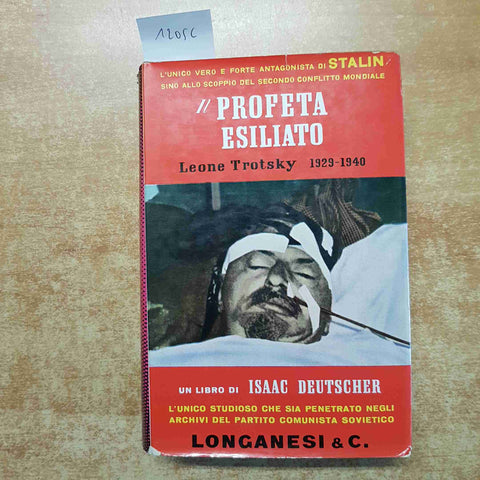 1205C
L'UNICO VERO E FORTE ANTAGONISTA DI STALIN
SINO ALLO SCOPPIO DEL SECONDO CONFLITTO MONDIALE
Il PROFETA
ESILIATO
Leone Trotsky 1929-1940
UN LIBRO DI ISAAC DEUTSCHER
L'UNICO STUDIOSO CHE SIA PENETRATO NEGLI
ARCHIVI DEL PARTITO COMUNISTA SOVIETICO
LONGANESI & C.